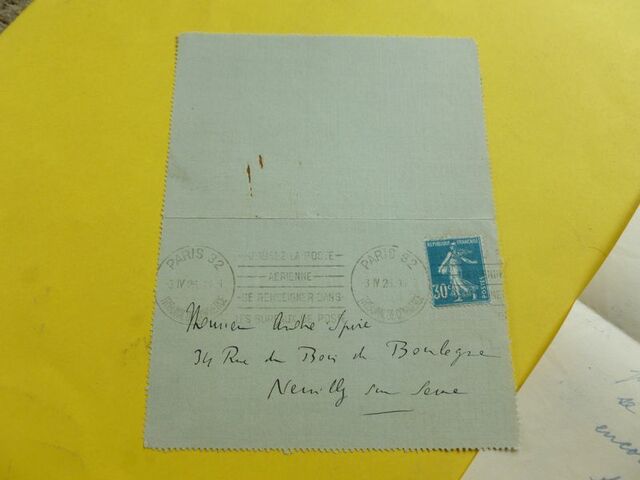 PARIS 32
UTILISEZ LA POSTE
AERIENNE
SE RENSEIGNER DANS
LES BUREAUX DE POSTE
PARIS 32
REPUBLIQUE FRANÇAISE
30c
POSTES
Monsieur André Spire
34 Rue du Bois de Boulogne
Neuilly sur Seine
se